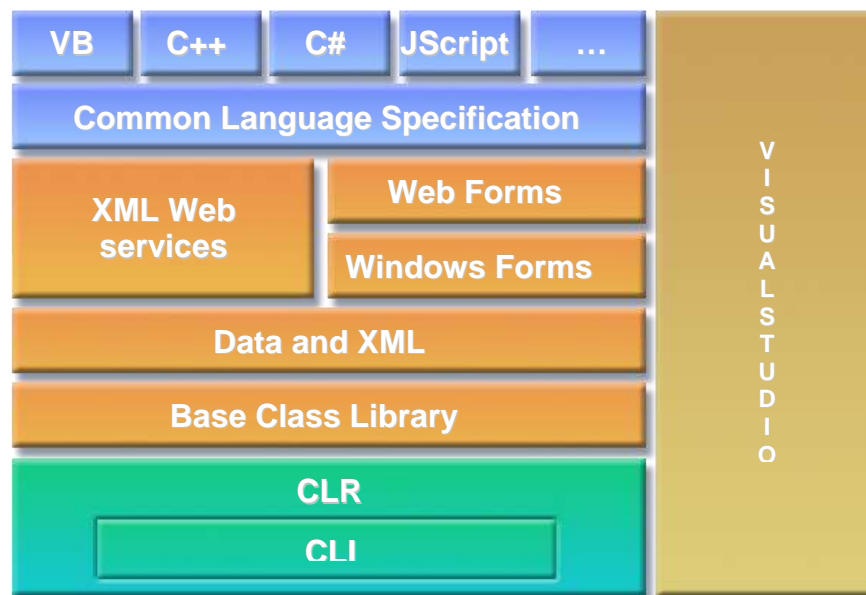 VB
C++
C#
JScript
...
Common Language Specification
XML Web
services
Web Forms
Windows Forms
Data and XML
Base Class Library
CLR
CLI
V
I
S
U
A
L
S
T
U
D
I
O